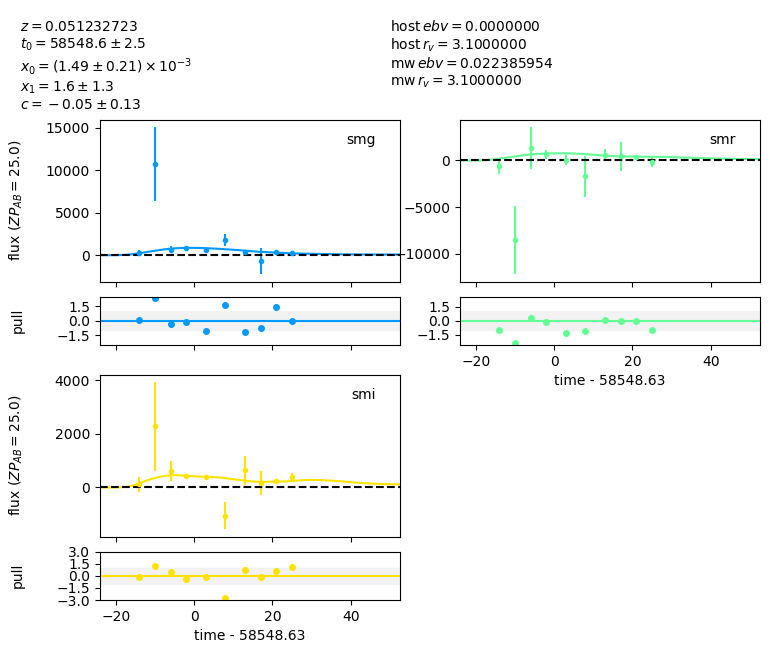 z = 0.051232723
t₀ = 58548.6 ± 2.5
x₀ = (1.49 ± 0.21) × 10⁻³
x₁ = 1.6 ± 1.3
c = −0.05 ± 0.13
host ebv = 0.0000000
host r_v = 3.1000000
mw ebv = 0.022385954
mw r_v = 3.1000000
flux (ZP_AB = 25.0)
15000
10000
5000
0
smg
0
−5000
−10000
smr
pull
1.5
0.0
−1.5
1.5
0.0
−1.5
−20 0 20 40
time - 58548.63
flux (ZP_AB = 25.0)
4000
2000
0
smi
pull
3.0
1.5
0.0
−1.5
−3.0
−20 0 20 40
time - 58548.63